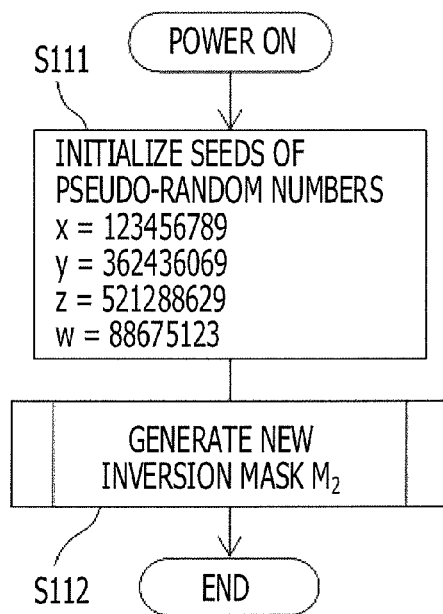 POWER ON
S111
INITIALIZE SEEDS OF
PSEUDO-RANDOM NUMBERS
x = 123456789
y = 362436069
z = 521288629
w = 88675123
GENERATE NEW
INVERSION MASK M₂
S112
END